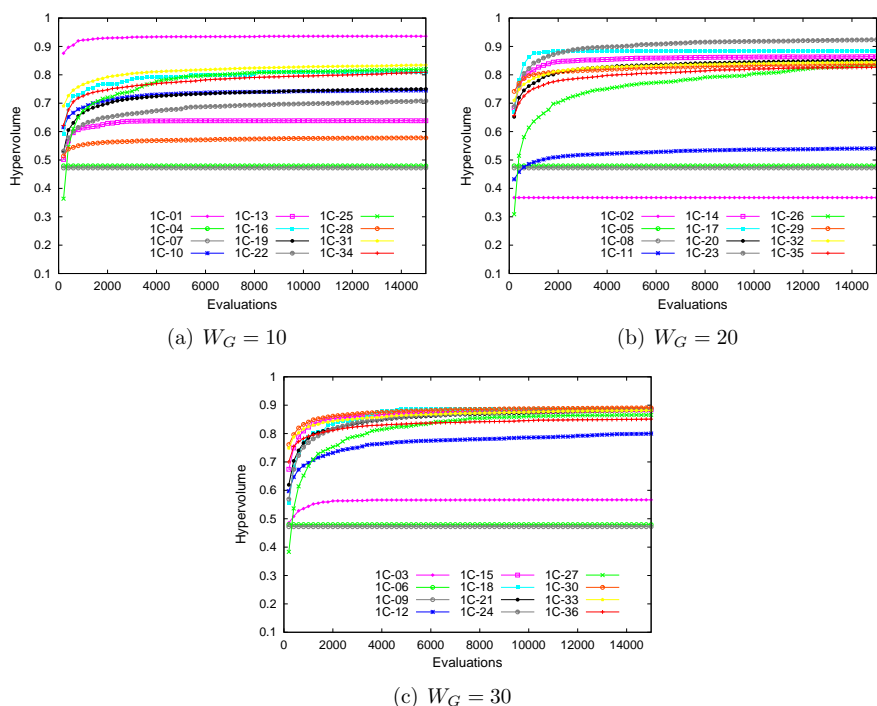 1
0.9
0.8
0.7
0.6
0.5
0.4
0.3
0.2
0.1
Hypervolume
0 2000 4000 6000 8000 10000 12000 14000
Evaluations
1C-01 1C-13 1C-25
1C-04 1C-16 1C-28
1C-07 1C-19 1C-31
1C-10 1C-22 1C-34
(a) W_G = 10
1
0.9
0.8
0.7
0.6
0.5
0.4
0.3
0.2
0.1
Hypervolume
0 2000 4000 6000 8000 10000 12000 14000
Evaluations
1C-02 1C-14 1C-26
1C-05 1C-17 1C-29
1C-08 1C-20 1C-32
1C-11 1C-23 1C-35
(b) W_G = 20
1
0.9
0.8
0.7
0.6
0.5
0.4
0.3
0.2
0.1
Hypervolume
0 2000 4000 6000 8000 10000 12000 14000
Evaluations
1C-03 1C-15 1C-27
1C-06 1C-18 1C-30
1C-09 1C-21 1C-33
1C-12 1C-24 1C-36
(c) W_G = 30